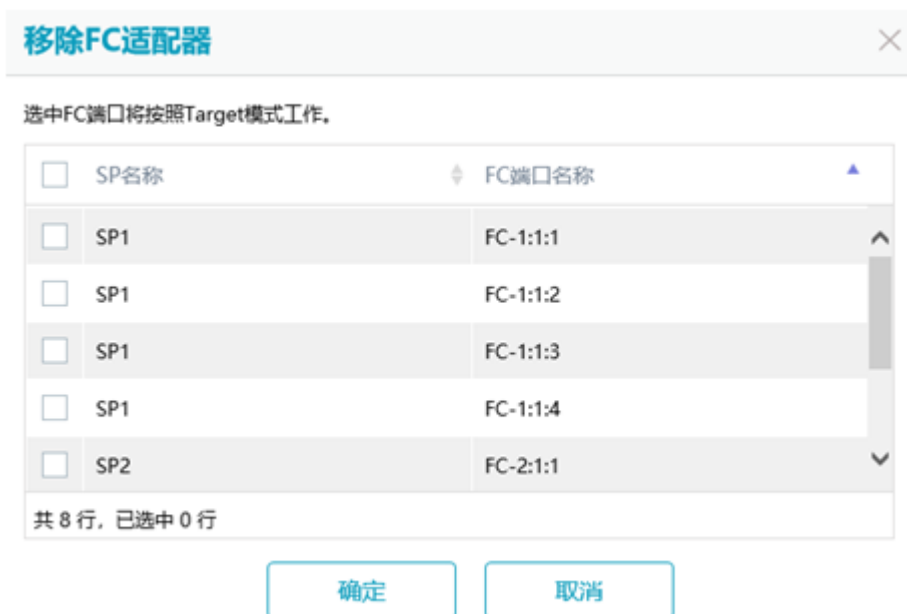 移除FC适配器
选中FC端口将按照Target模式工作。
SP名称 FC端口名称
SP1 FC-1:1:1
SP1 FC-1:1:2
SP1 FC-1:1:3
SP1 FC-1:1:4
SP2 FC-2:1:1
共 8 行，已选中 0 行
确定 取消